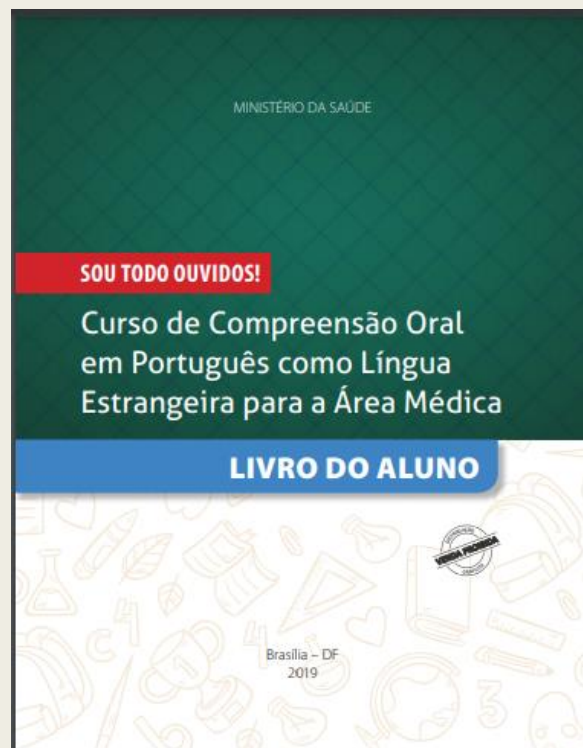 MINISTÉRIO DA SAÚDE
SOU TODO OUVIDOS!
Curso de Compreensão Oral
em Português como Língua
Estrangeira para a Área Médica
LIVRO DO ALUNO
VENDA PROIBIDA
Brasília – DF
2019